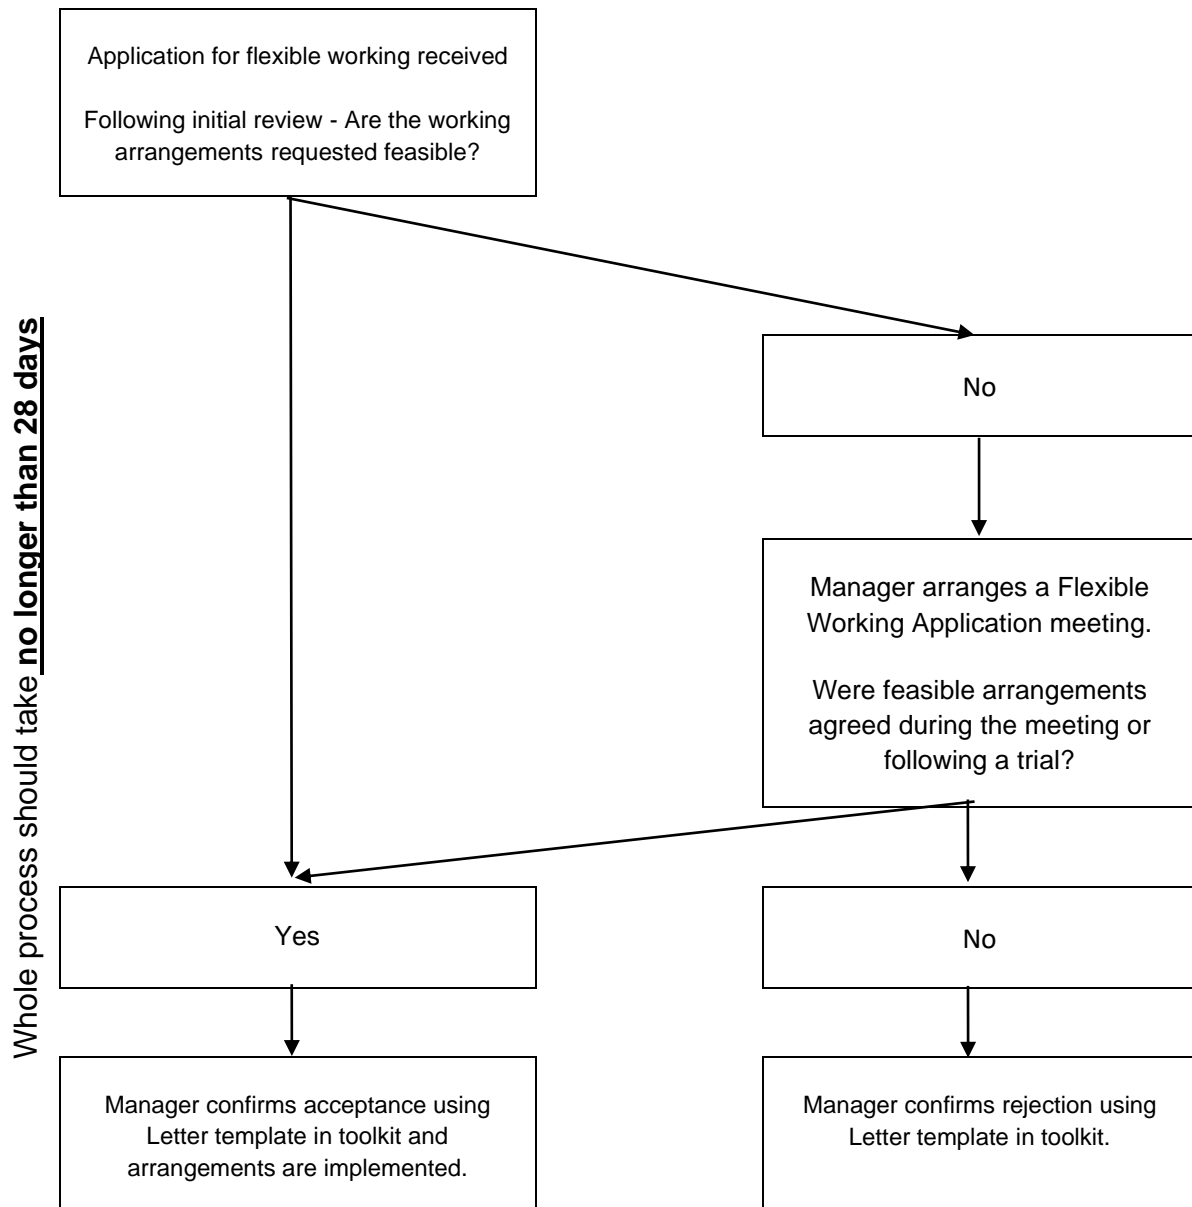 Application for flexible working received
Following initial review - Are the working
arrangements requested feasible?
Whole process should take no longer than 28 days
No
Manager arranges a Flexible
Working Application meeting.
Were feasible arrangements
agreed during the meeting or
following a trial?
Yes
No
Manager confirms acceptance using
Letter template in toolkit and
arrangements are implemented.
Manager confirms rejection using
Letter template in toolkit.